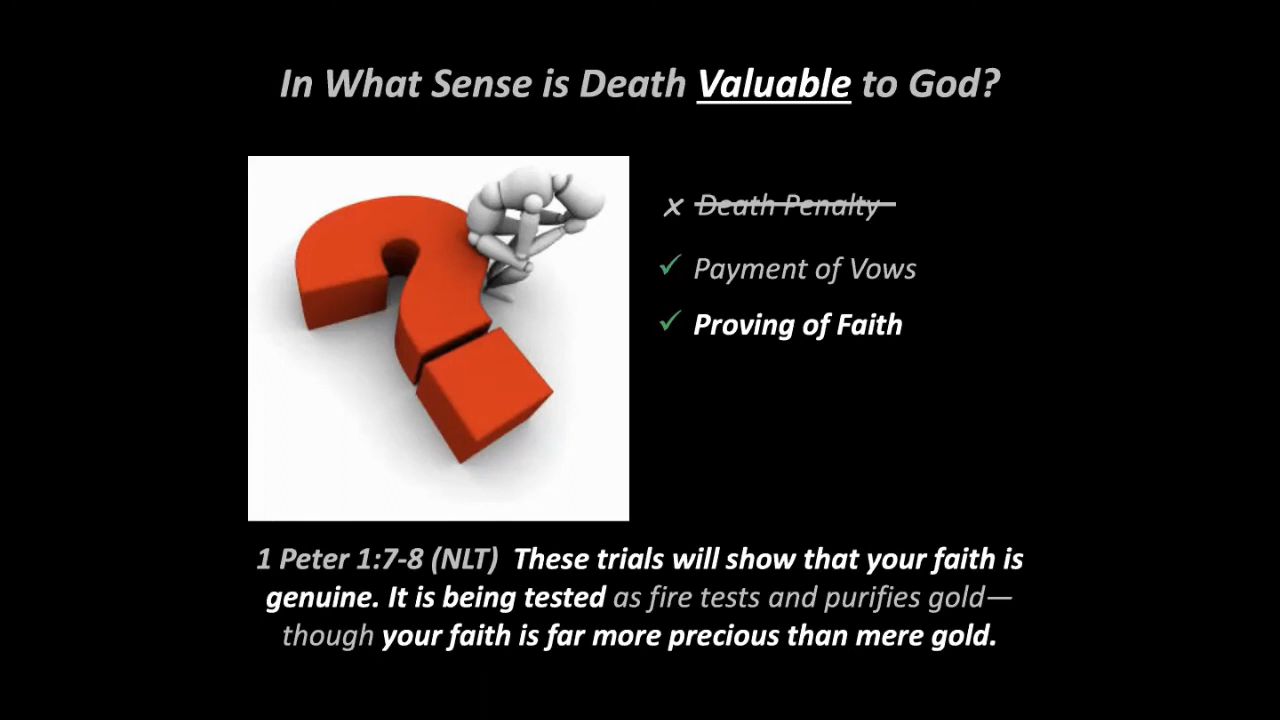 In What Sense is Death Valuable to God?
✗ Death Penalty
✓ Payment of Vows
✓ Proving of Faith
1 Peter 1:7-8 (NLT) These trials will show that your faith is
genuine. It is being tested as fire tests and purifies gold—
though your faith is far more precious than mere gold.